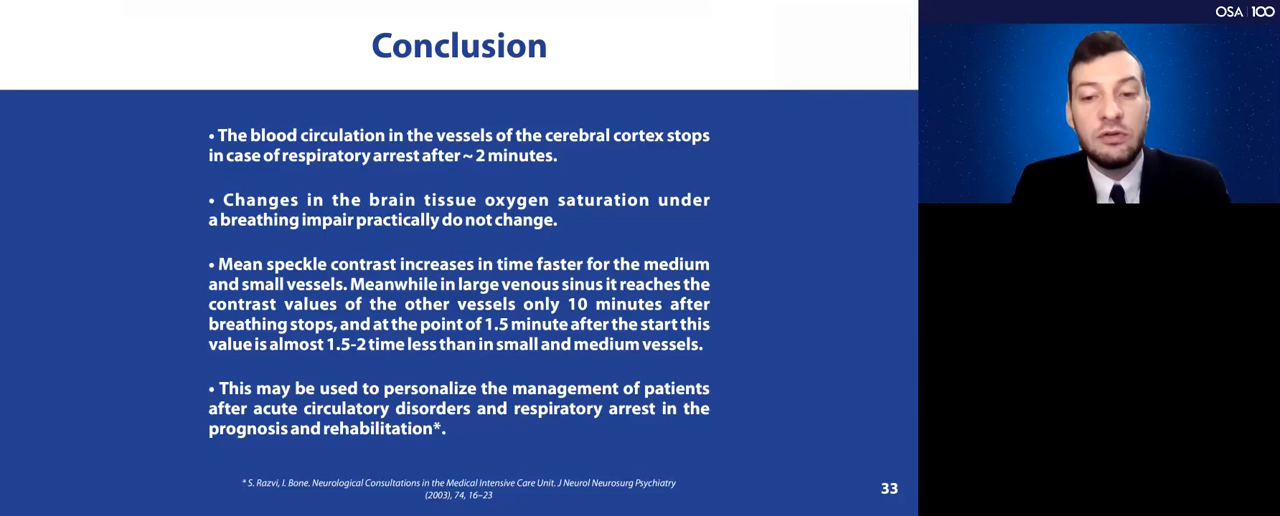 OSA | 100
Conclusion
• The blood circulation in the vessels of the cerebral cortex stops
in case of respiratory arrest after ~ 2 minutes.
• Changes in the brain tissue oxygen saturation under
a breathing impair practically do not change.
• Mean speckle contrast increases in time faster for the medium
and small vessels. Meanwhile in large venous sinus it reaches the
contrast values of the other vessels only 10 minutes after
breathing stops, and at the point of 1.5 minute after the start this
value is almost 1.5-2 time less than in small and medium vessels.
• This may be used to personalize the management of patients
after acute circulatory disorders and respiratory arrest in the
prognosis and rehabilitation*.
* S. Razvi, I. Bone. Neurological Consultations in the Medical Intensive Care Unit. J Neurol Neurosurg Psychiatry
(2003), 74, 16–23
33